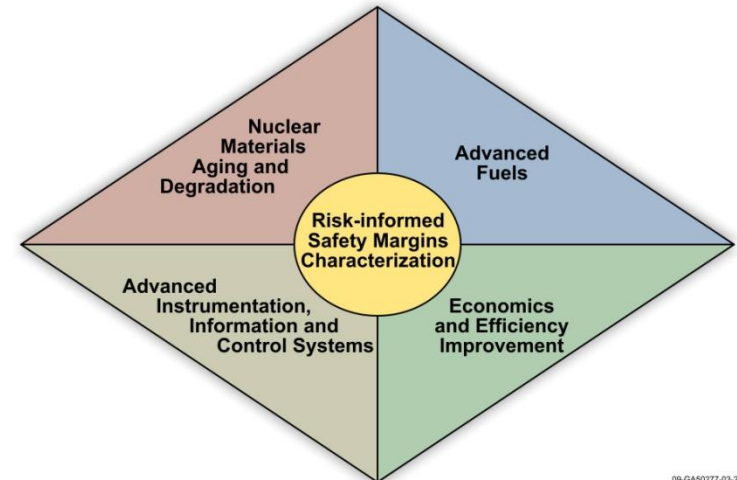 Nuclear
Materials
Aging and
Degradation
Advanced
Fuels
Risk-informed
Safety Margins
Characterization
Advanced
Instrumentation,
Information and
Control Systems
Economics
and Efficiency
Improvement